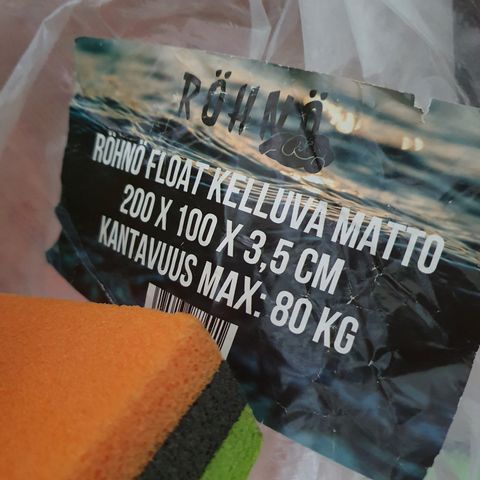 RÖHNÖ
RÖHNÖ FLOAT KELLUVA MATTO
200 X 100 X 3,5 CM
KANTAVUUS MAX: 80 KG